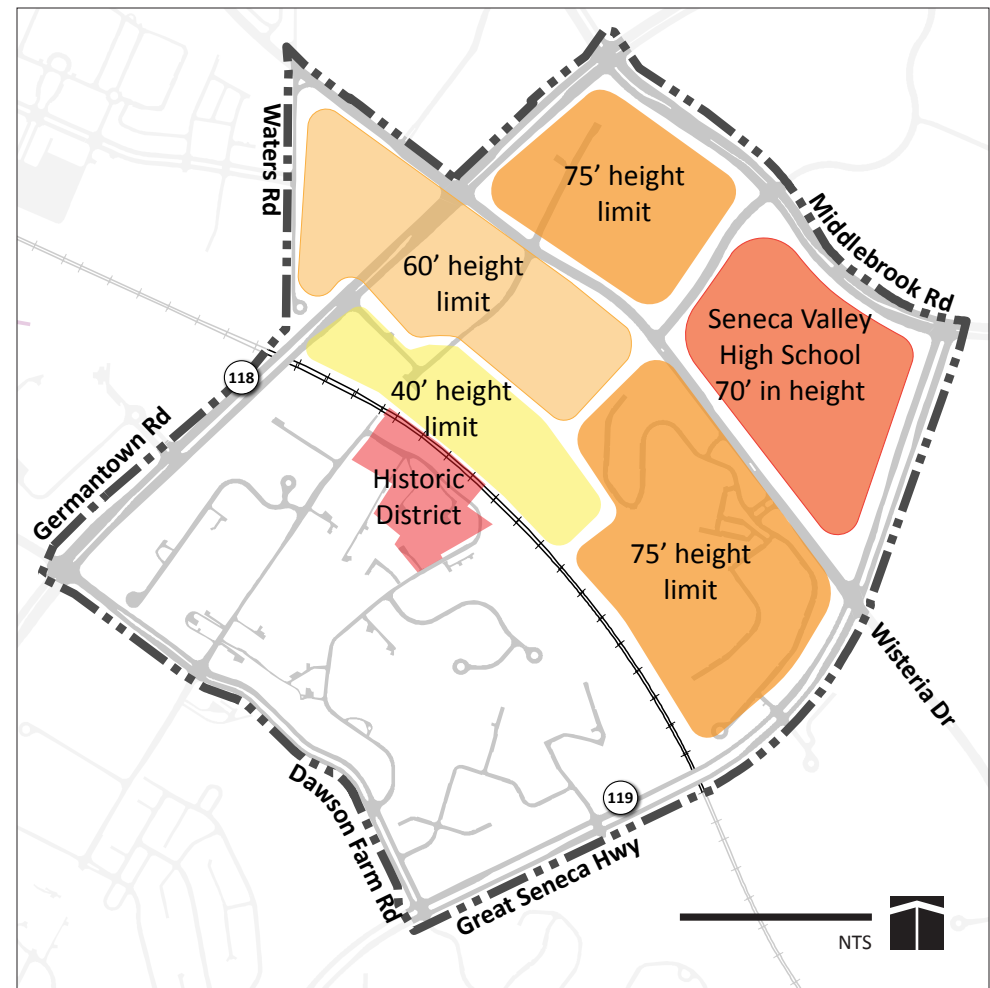 Waters Rd
75’ height
limit
Middlebrook Rd
60’ height
limit
Seneca Valley
High School
70’ in height
118
40’ height
limit
Germantown Rd
Historic
District
75’ height
limit
Wisteria Dr
119
Dawson Farm Rd
Great Seneca Hwy
NTS